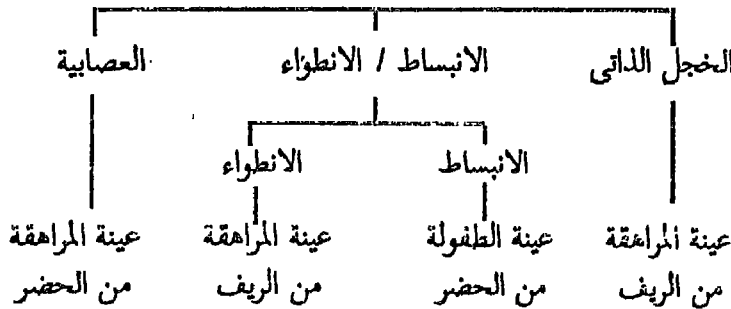 الخجل الذاتى الانبساط / الانطواء العصابية
الانبساط الانطواء
عينة المراهقة عينة الطفولة عينة المراهقة عينة المراهقة
من الريف من الحضر من الريف من الحضر